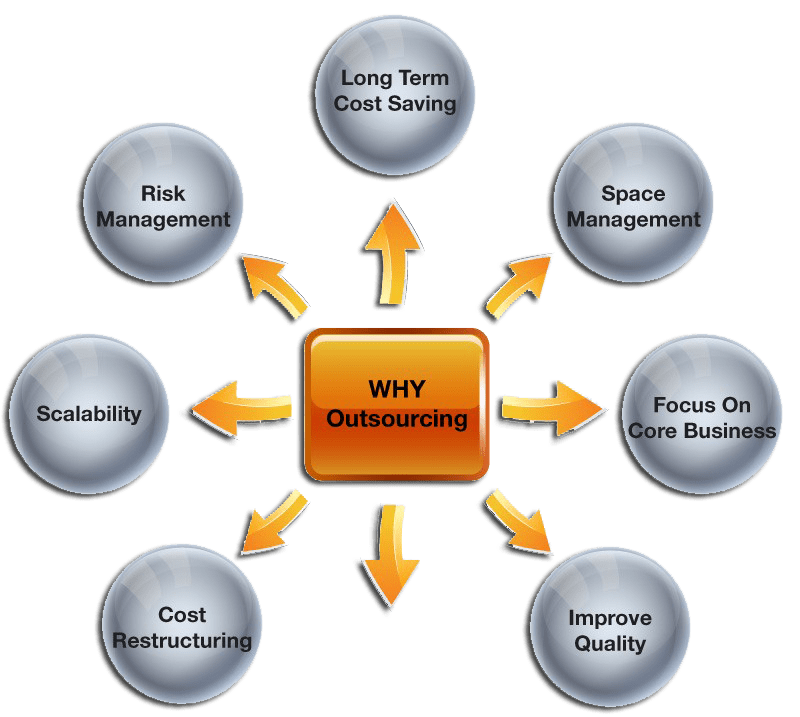 Long Term
Cost Saving
Risk
Management
Space
Management
WHY
Outsourcing
Scalability
Focus On
Core Business
Cost
Restructuring
Improve
Quality